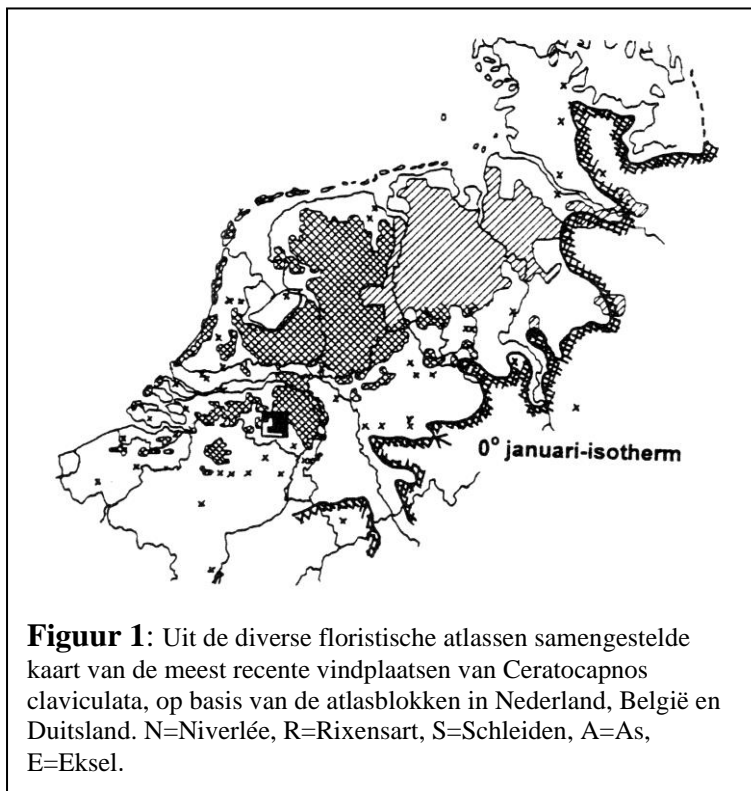 0° januari-isotherm
Figuur 1: Uit de diverse floristische atlassen samengestelde
kaart van de meest recente vindplaatsen van Ceratocapnos
claviculata, op basis van de atlasblokken in Nederland, België en
Duitsland. N=Niverlée, R=Rixensart, S=Schleiden, A=As,
E=Eksel.